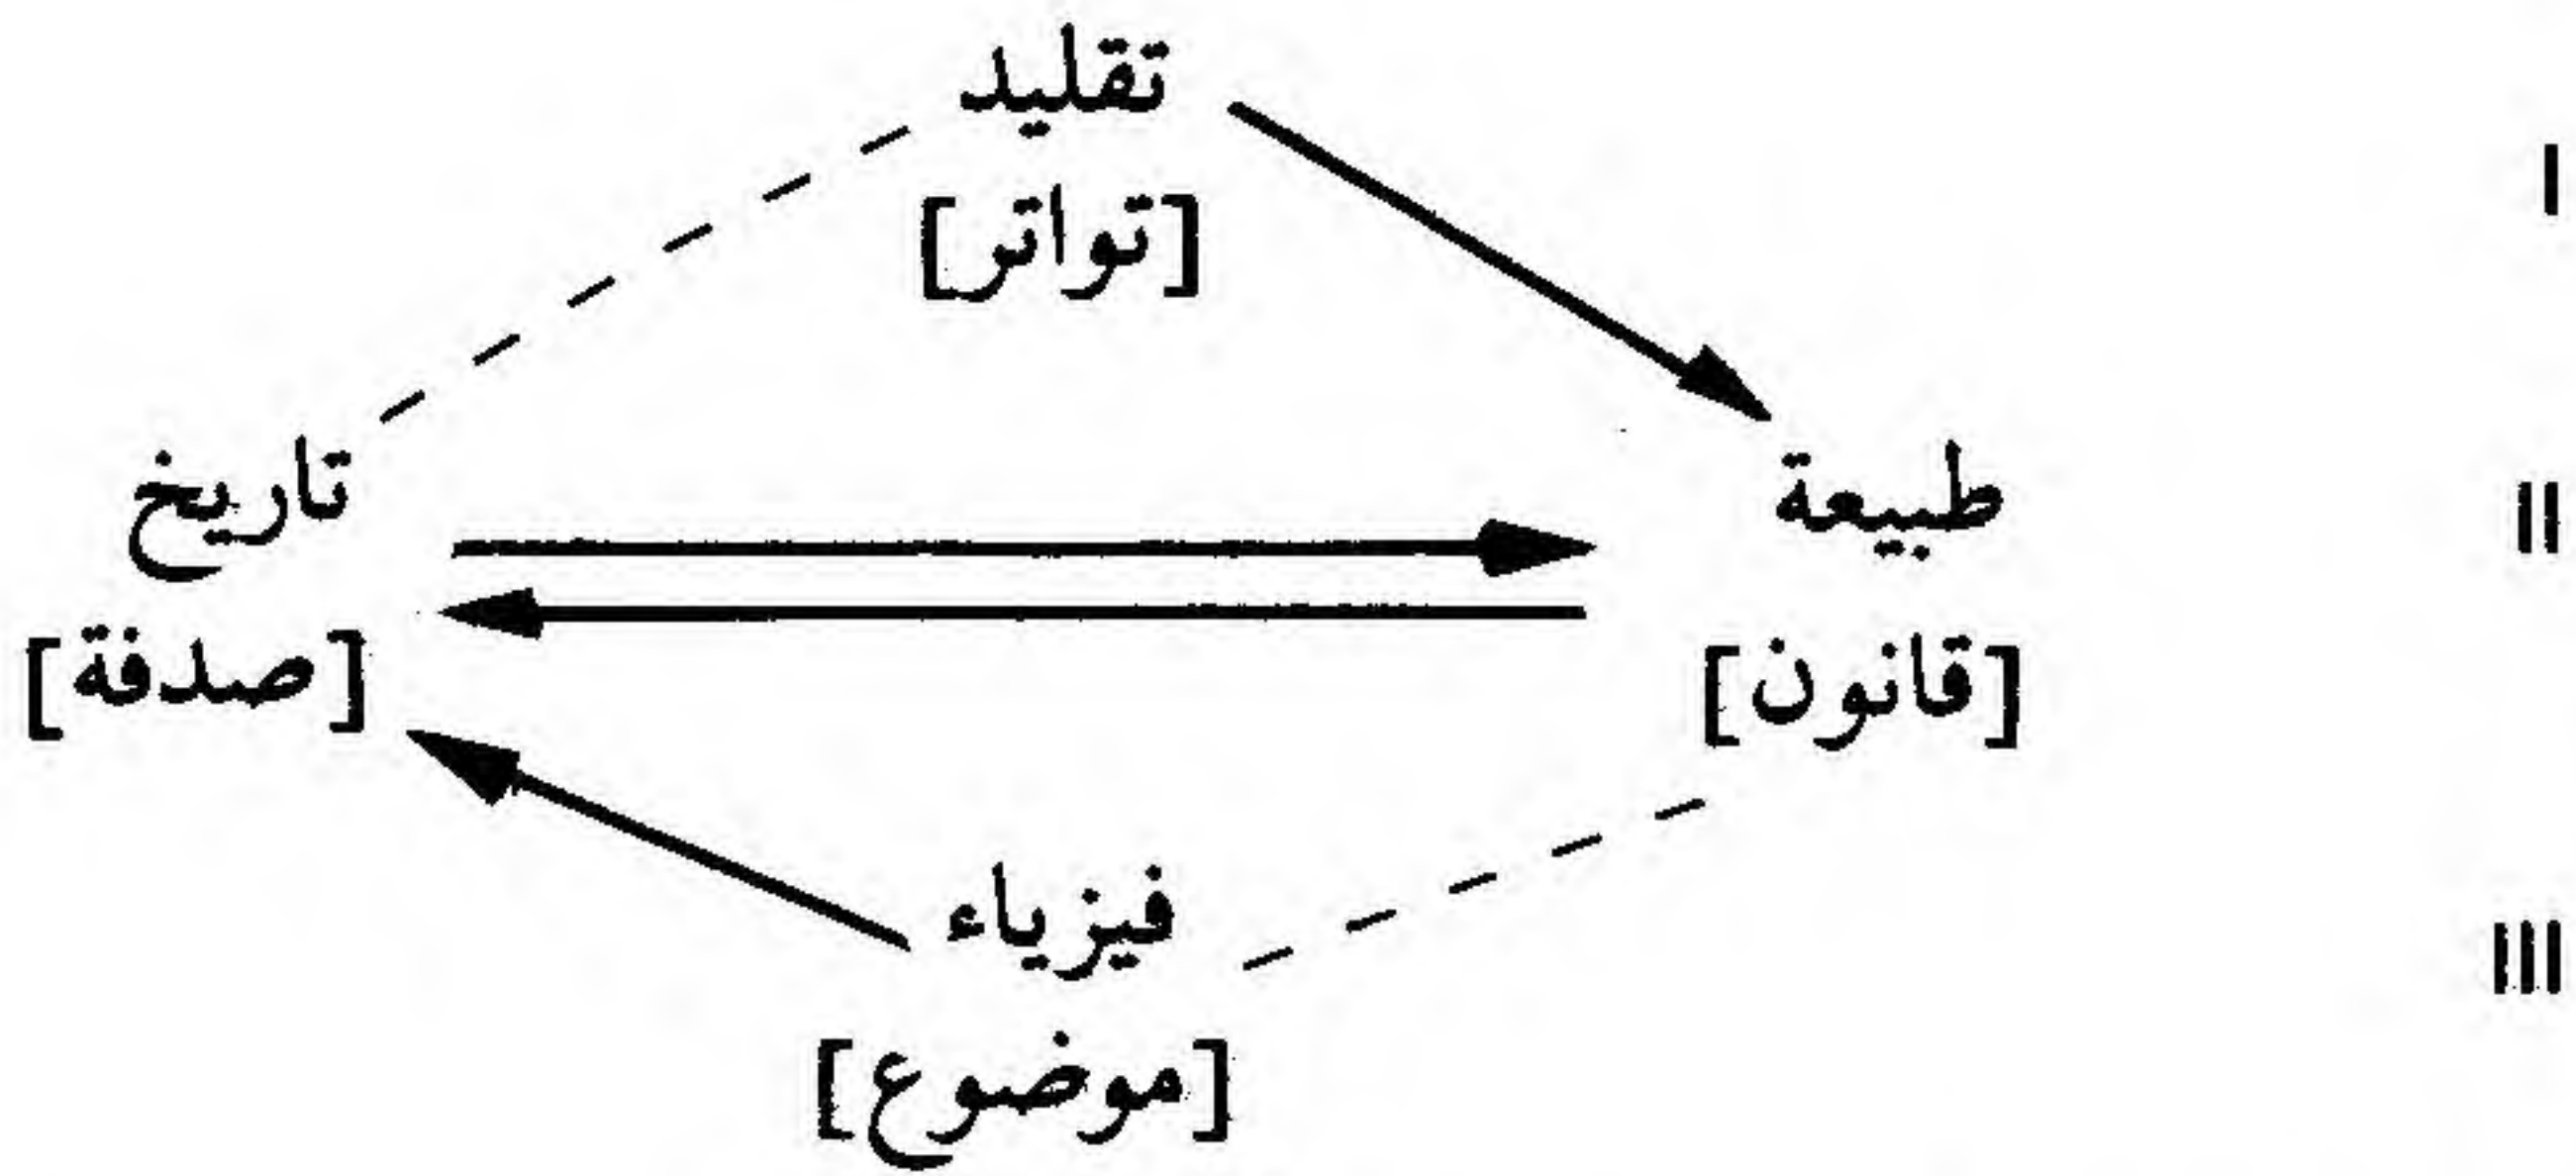 تقليد
I
[تواتر]
طبيعة
تاريخ
II
[قانون]
[صدفة]
فيزياء
III
[موضوع]